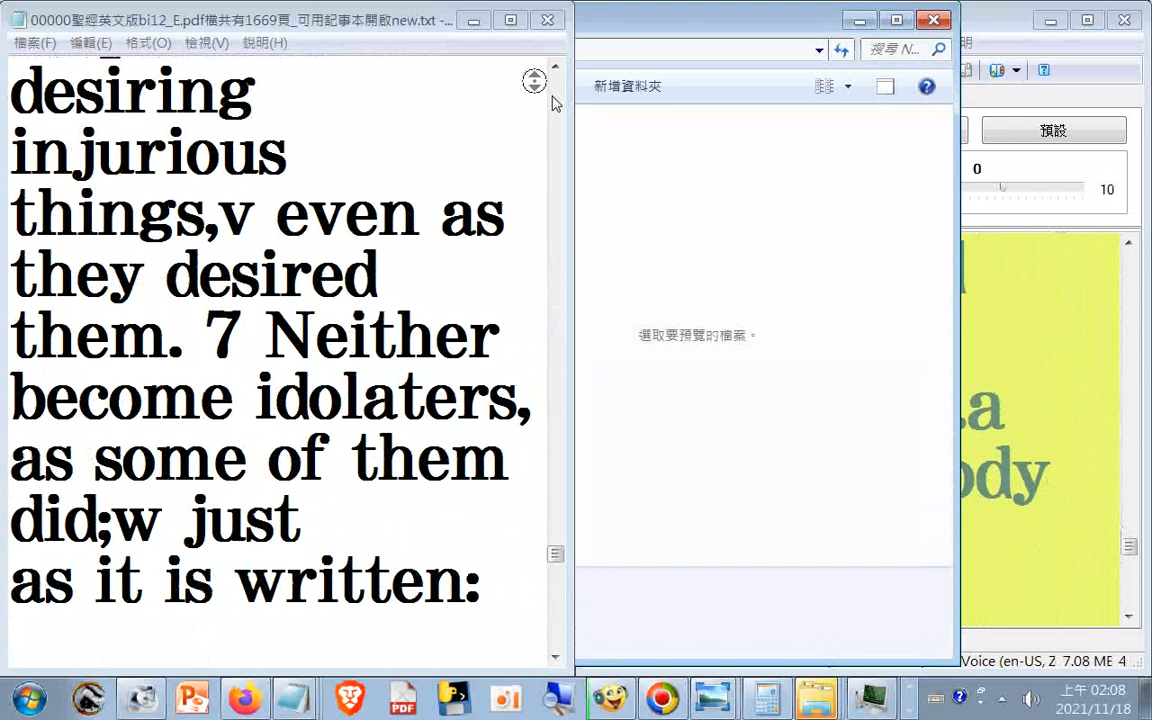 00000聖經英文版bi12_E.pdf檔共有1669頁_可用記事本開啟new.txt -...
檔案(F) 編輯(E) 格式(O) 檢視(V) 說明(H)
desiring
injurious
things,v even as
they desired
them. 7 Neither
become idolaters,
as some of them
did;w just
as it is written:
搜尋 N...
新增資料夾
選取要預覽的檔案。
明
預設
0
10
.a
ody
Voice (en-US, Z 7.08 ME 4
PDF
上午 02:08
2021/11/18